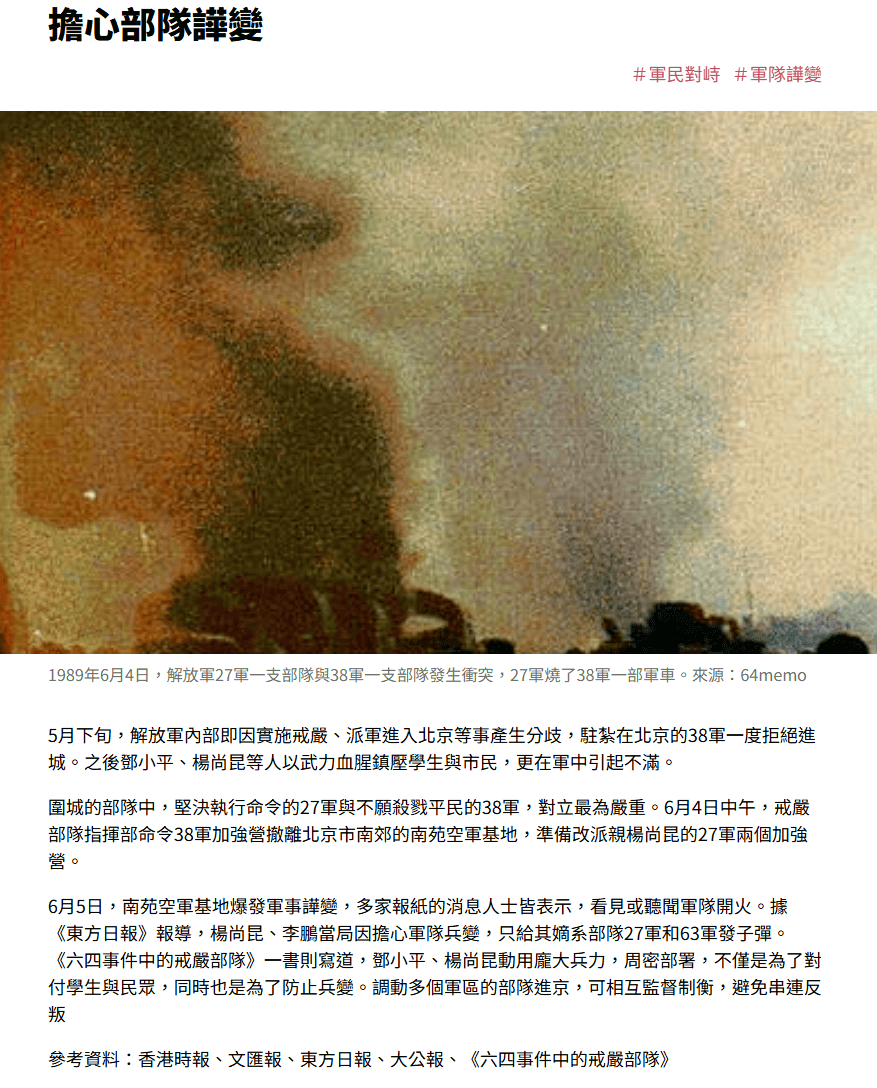 擔心部隊譁變
＃軍民對峙 ＃軍隊譁變
1989年6月4日，解放軍27軍一支部隊與38軍一支部隊發生衝突，27軍燒了38軍一部軍車。來源：64memo
5月下旬，解放軍內部即因實施戒嚴、派軍進入北京等事產生分歧，駐紮在北京的38軍一度拒絕進
城。之後鄧小平、楊尚昆等人以武力血腥鎮壓學生與市民，更在軍中引起不滿。
圍城的部隊中，堅決執行命令的27軍與不願殺戮平民的38軍，對立最為嚴重。6月4日中午，戒嚴
部隊指揮部命令38軍加強營撤離北京市南郊的南苑空軍基地，準備改派親楊尚昆的27軍兩個加強
營。
6月5日，南苑空軍基地爆發軍事譁變，多家報紙的消息人士皆表示，看見或聽聞軍隊開火。據
《東方日報》報導，楊尚昆、李鵬當局因擔心軍隊兵變，只給其嫡系部隊27軍和63軍發子彈。
《六四事件中的戒嚴部隊》一書則寫道，鄧小平、楊尚昆動用龐大兵力，周密部署，不僅是為了對
付學生與民眾，同時也是為了防止兵變。調動多個軍區的部隊進京，可相互監督制衡，避免串連反
叛
參考資料：香港時報、文匯報、東方日報、大公報、《六四事件中的戒嚴部隊》